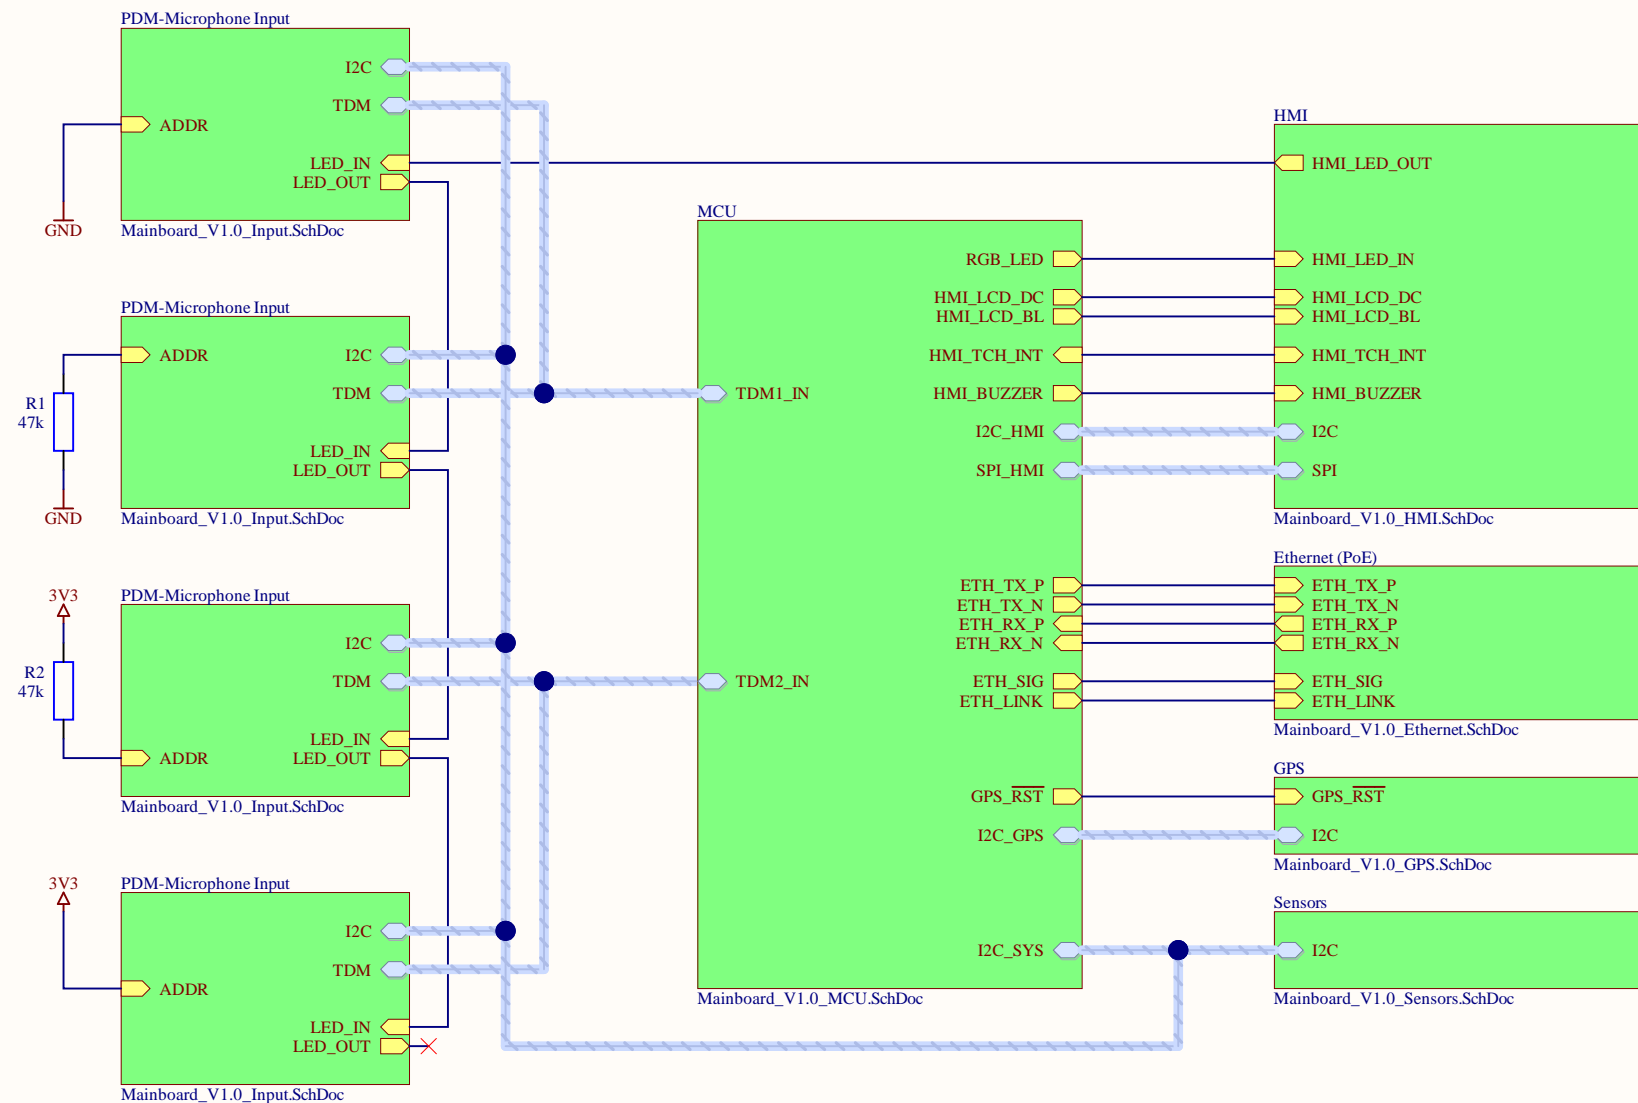 PDM-Microphone Input
I2C
TDM
ADDR
LED_IN
LED_OUT
GND
Mainboard_V1.0_Input.SchDoc
PDM-Microphone Input
ADDR
I2C
TDM
R1
47k
LED_IN
LED_OUT
GND
Mainboard_V1.0_Input.SchDoc
3V3
PDM-Microphone Input
I2C
R2
47k
TDM
LED_IN
ADDR
LED_OUT
Mainboard_V1.0_Input.SchDoc
3V3
PDM-Microphone Input
I2C
TDM
ADDR
LED_IN
LED_OUT
Mainboard_V1.0_Input.SchDoc
MCU
TDM1_IN
TDM2_IN
RGB_LED
HMI_LCD_DC
HMI_LCD_BL
HMI_TCH_INT
HMI_BUZZER
I2C_HMI
SPI_HMI
ETH_TX_P
ETH_TX_N
ETH_RX_P
ETH_RX_N
ETH_SIG
ETH_LINK
GPS_RST
I2C_GPS
I2C_SYS
Mainboard_V1.0_MCU.SchDoc
HMI
HMI_LED_OUT
HMI_LED_IN
HMI_LCD_DC
HMI_LCD_BL
HMI_TCH_INT
HMI_BUZZER
I2C
SPI
Mainboard_V1.0_HMI.SchDoc
Ethernet (PoE)
ETH_TX_P
ETH_TX_N
ETH_RX_P
ETH_RX_N
ETH_SIG
ETH_LINK
Mainboard_V1.0_Ethernet.SchDoc
GPS
GPS_RST
I2C
Mainboard_V1.0_GPS.SchDoc
Sensors
I2C
Mainboard_V1.0_Sensors.SchDoc